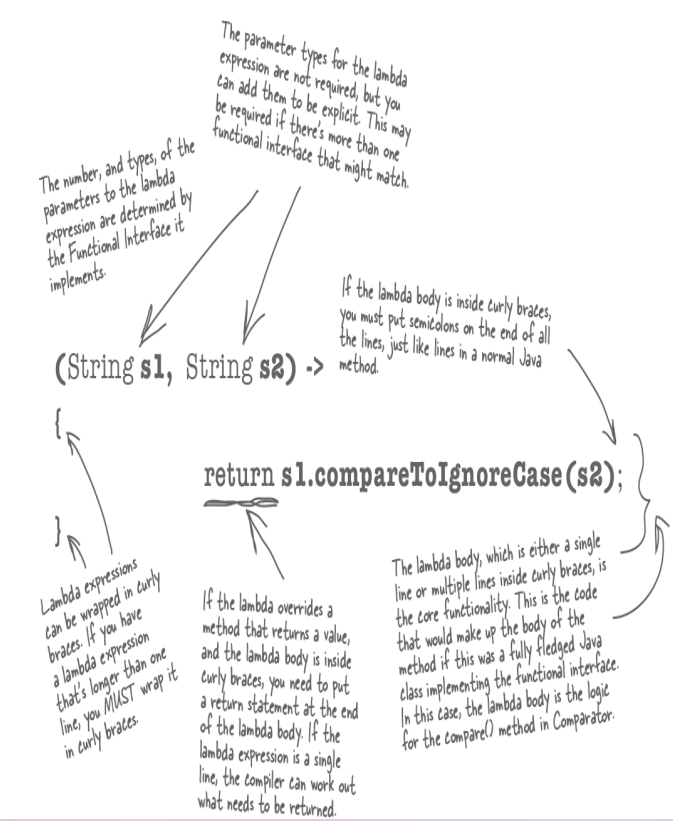 The parameter types for the lambda
expression are not required, but you
can add them to be explicit. This may
be required if there's more than one
functional interface that might match.
The number, and types, of the
parameters to the lambda
expression are determined by
the Functional Interface it
implements.
If the lambda body is inside curly braces,
you must put semicolons on the end of all
the lines, just like lines in a normal Java
method.
(String s1, String s2) ->
{
return s1.compareToIgnoreCase(s2);
}
Lambda expressions
can be wrapped in curly
braces. If you have
a lambda expression
that's longer than one
line, you MUST wrap it
in curly braces.
If the lambda overrides a
method that returns a value,
and the lambda body is inside
curly braces, you need to put
a return statement at the end
of the lambda body. If the
lambda expression is a single
line, the compiler can work out
what needs to be returned.
The lambda body, which is either a single
line or multiple lines inside curly braces, is
the core functionality. This is the code
that would make up the body of the
method if this was a fully fledged Java
class implementing the functional interface.
In this case, the lambda body is the logic
for the compare() method in Comparator.